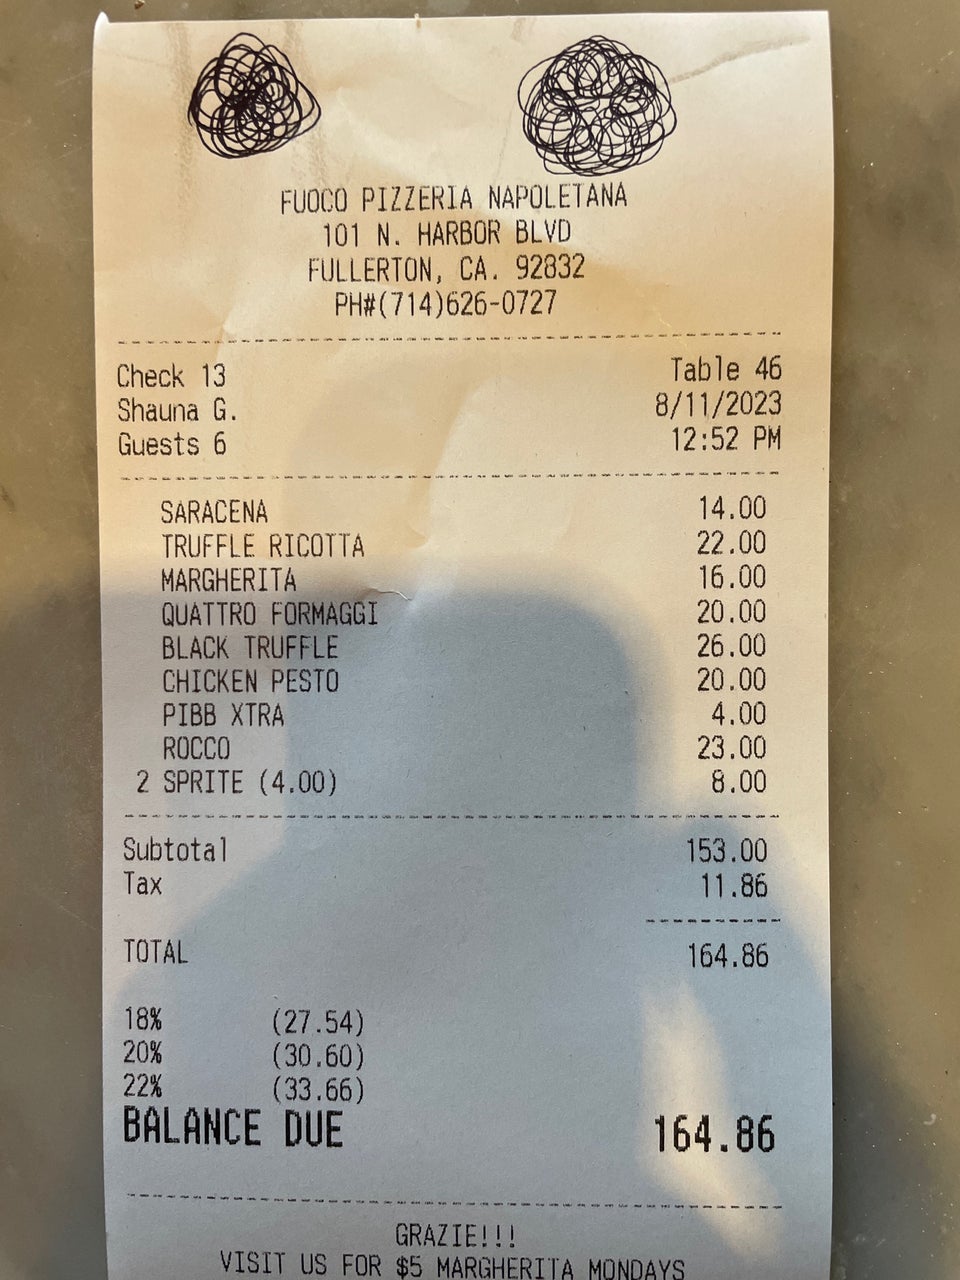 FUOCO PIZZERIA NAPOLETANA
101 N. HARBOR BLVD
FULLERTON, CA. 92832
PH#(714)626-0727
Check 13 Table 46
Shauna G. 8/11/2023
Guests 6 12:52 PM
SARACENA 14.00
TRUFFLE RICOTTA 22.00
MARGHERITA 16.00
QUATTRO FORMAGGI 20.00
BLACK TRUFFLE 26.00
CHICKEN PESTO 20.00
PIBB XTRA 4.00
ROCCO 23.00
2 SPRITE (4.00) 8.00
Subtotal 153.00
Tax 11.86
TOTAL 164.86
18% (27.54)
20% (30.60)
22% (33.66)
BALANCE DUE 164.86
GRAZIE!!!
VISIT US FOR $5 MARGHERITA MONDAYS